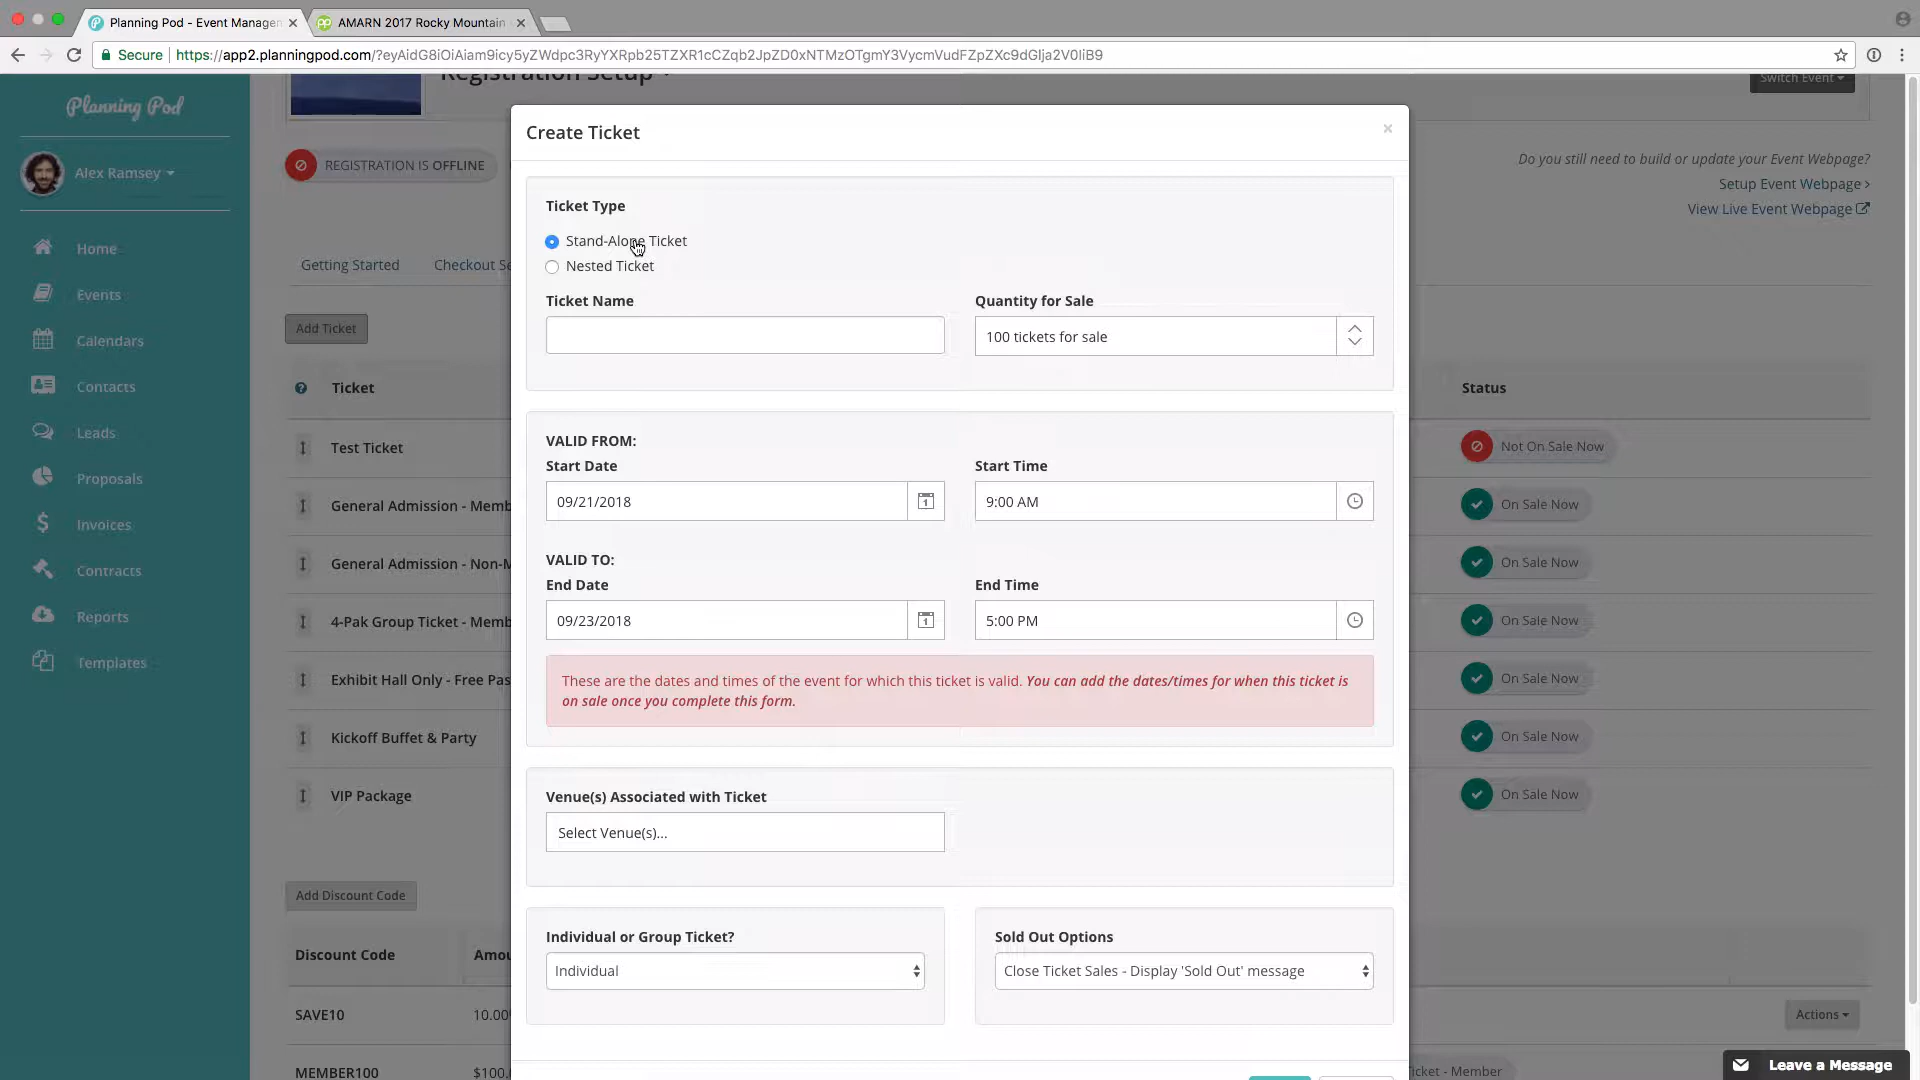 Planning Pod - Event Managen
AMARN 2017 Rocky Mountain
Secure
https://app2.planningpod.com/?eyAidG8iOiAiam9icy5yZWdpc3RyYXRpb25TZXR1cCZqb2JpZD0xNTMzOTgmY3VycmVudFZpZXc9dGlja2V0IiB9
Registration Setup
Switch Event
Planning Pod
Alex Ramsey
REGISTRATION IS OFFLINE
Do you still need to build or update your Event Webpage?
Setup Event Webpage >
View Live Event Webpage
Home
Events
Calendars
Contacts
Leads
Proposals
Invoices
Contracts
Reports
Templates
Getting Started
Checkout Se
Add Ticket
Ticket
Status
Test Ticket
Not On Sale Now
General Admission - Memb
On Sale Now
General Admission - Non-M
On Sale Now
4-Pak Group Ticket - Memb
On Sale Now
Exhibit Hall Only - Free Pas
On Sale Now
Kickoff Buffet & Party
On Sale Now
VIP Package
On Sale Now
Add Discount Code
Discount Code
Amou
SAVE10
10.00
Actions
MEMBER100
$100.
Ticket - Member
Create Ticket
×
Ticket Type
Stand-Alone Ticket
Nested Ticket
Ticket Name
Quantity for Sale
100 tickets for sale
VALID FROM:
Start Date
Start Time
09/21/2018
9:00 AM
VALID TO:
End Date
End Time
09/23/2018
5:00 PM
These are the dates and times of the event for which this ticket is valid. You can add the dates/times for when this ticket is
on sale once you complete this form.
Venue(s) Associated with Ticket
Select Venue(s)...
Individual or Group Ticket?
Individual
Sold Out Options
Close Ticket Sales - Display 'Sold Out' message
Leave a Message